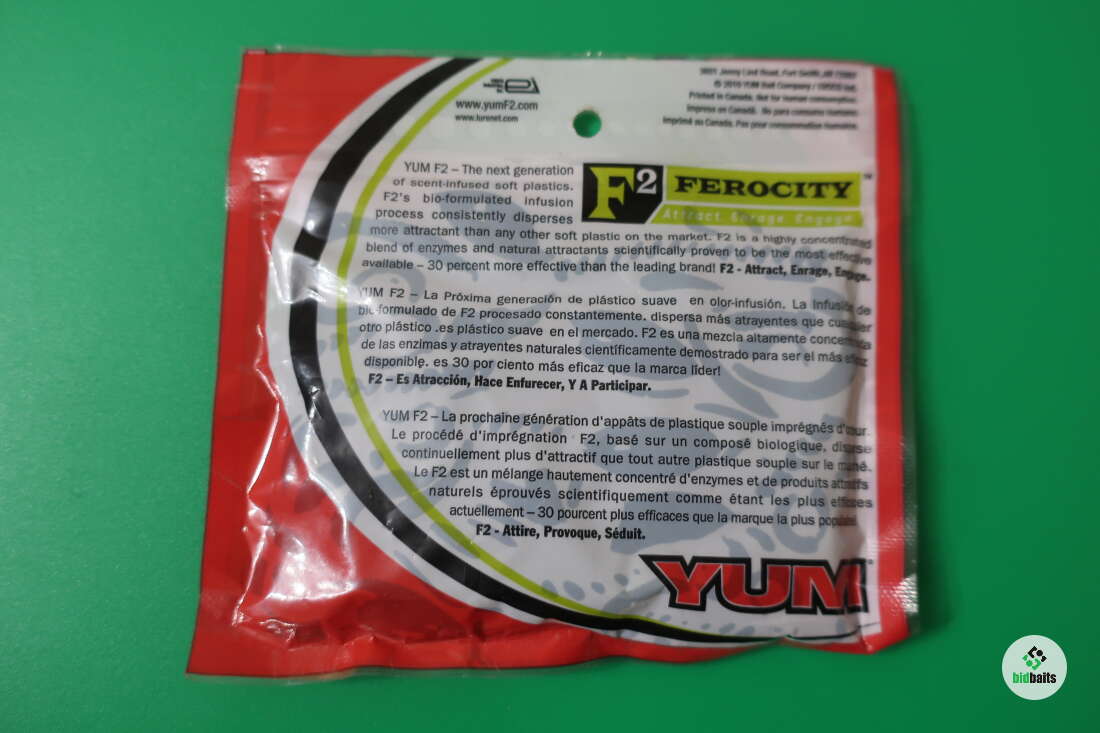 3601 Jenny Lind Road, Fort Smith, AR 72901
© 2010 YUM Bait Company / EBSCO Ind.
Printed in Canada. Not for human consumption.
Impreso en Canadá. No para consumo humano.
Imprimé au Canada. Pas pour consommation humaine.
www.yumF2.com
www.lurenet.com
F2 FEROCITY™
Attract Enrage Engage
YUM F2 – The next generation
of scent-infused soft plastics.
F2's bio-formulated infusion
process consistently disperses
more attractant than any other soft plastic on the market. F2 is a highly concentrated
blend of enzymes and natural attractants scientifically proven to be the most effective
available – 30 percent more effective than the leading brand! F2 - Attract, Enrage, Engage.
YUM F2 – La Próxima generación de plástico suave en olor-infusión. La Infusión de
bio-formulado de F2 procesado constantemente. dispersa más atrayentes que cualquier
otro plástico .es plástico suave en el mercado. F2 es una mezcla altamente concentrada
de las enzimas y atrayentes naturales científicamente demostrado para ser el más eficaz
disponible. es 30 por ciento más eficaz que la marca líder!
F2 – Es Atracción, Hace Enfurecer, Y A Participar.
YUM F2 – La prochaine génération d'appâts de plastique souple imprégnés d'odeur.
Le procédé d'imprégnation F2, basé sur un composé biologique, disperse
continuellement plus d'attractif que tout autre plastique souple sur le marché.
Le F2 est un mélange hautement concentré d'enzymes et de produits attractifs
naturels éprouvés scientifiquement comme étant les plus efficaces
actuellement – 30 pourcent plus efficaces que la marque la plus populaire.
F2 - Attire, Provoque, Séduit.
YUM
bidbaits